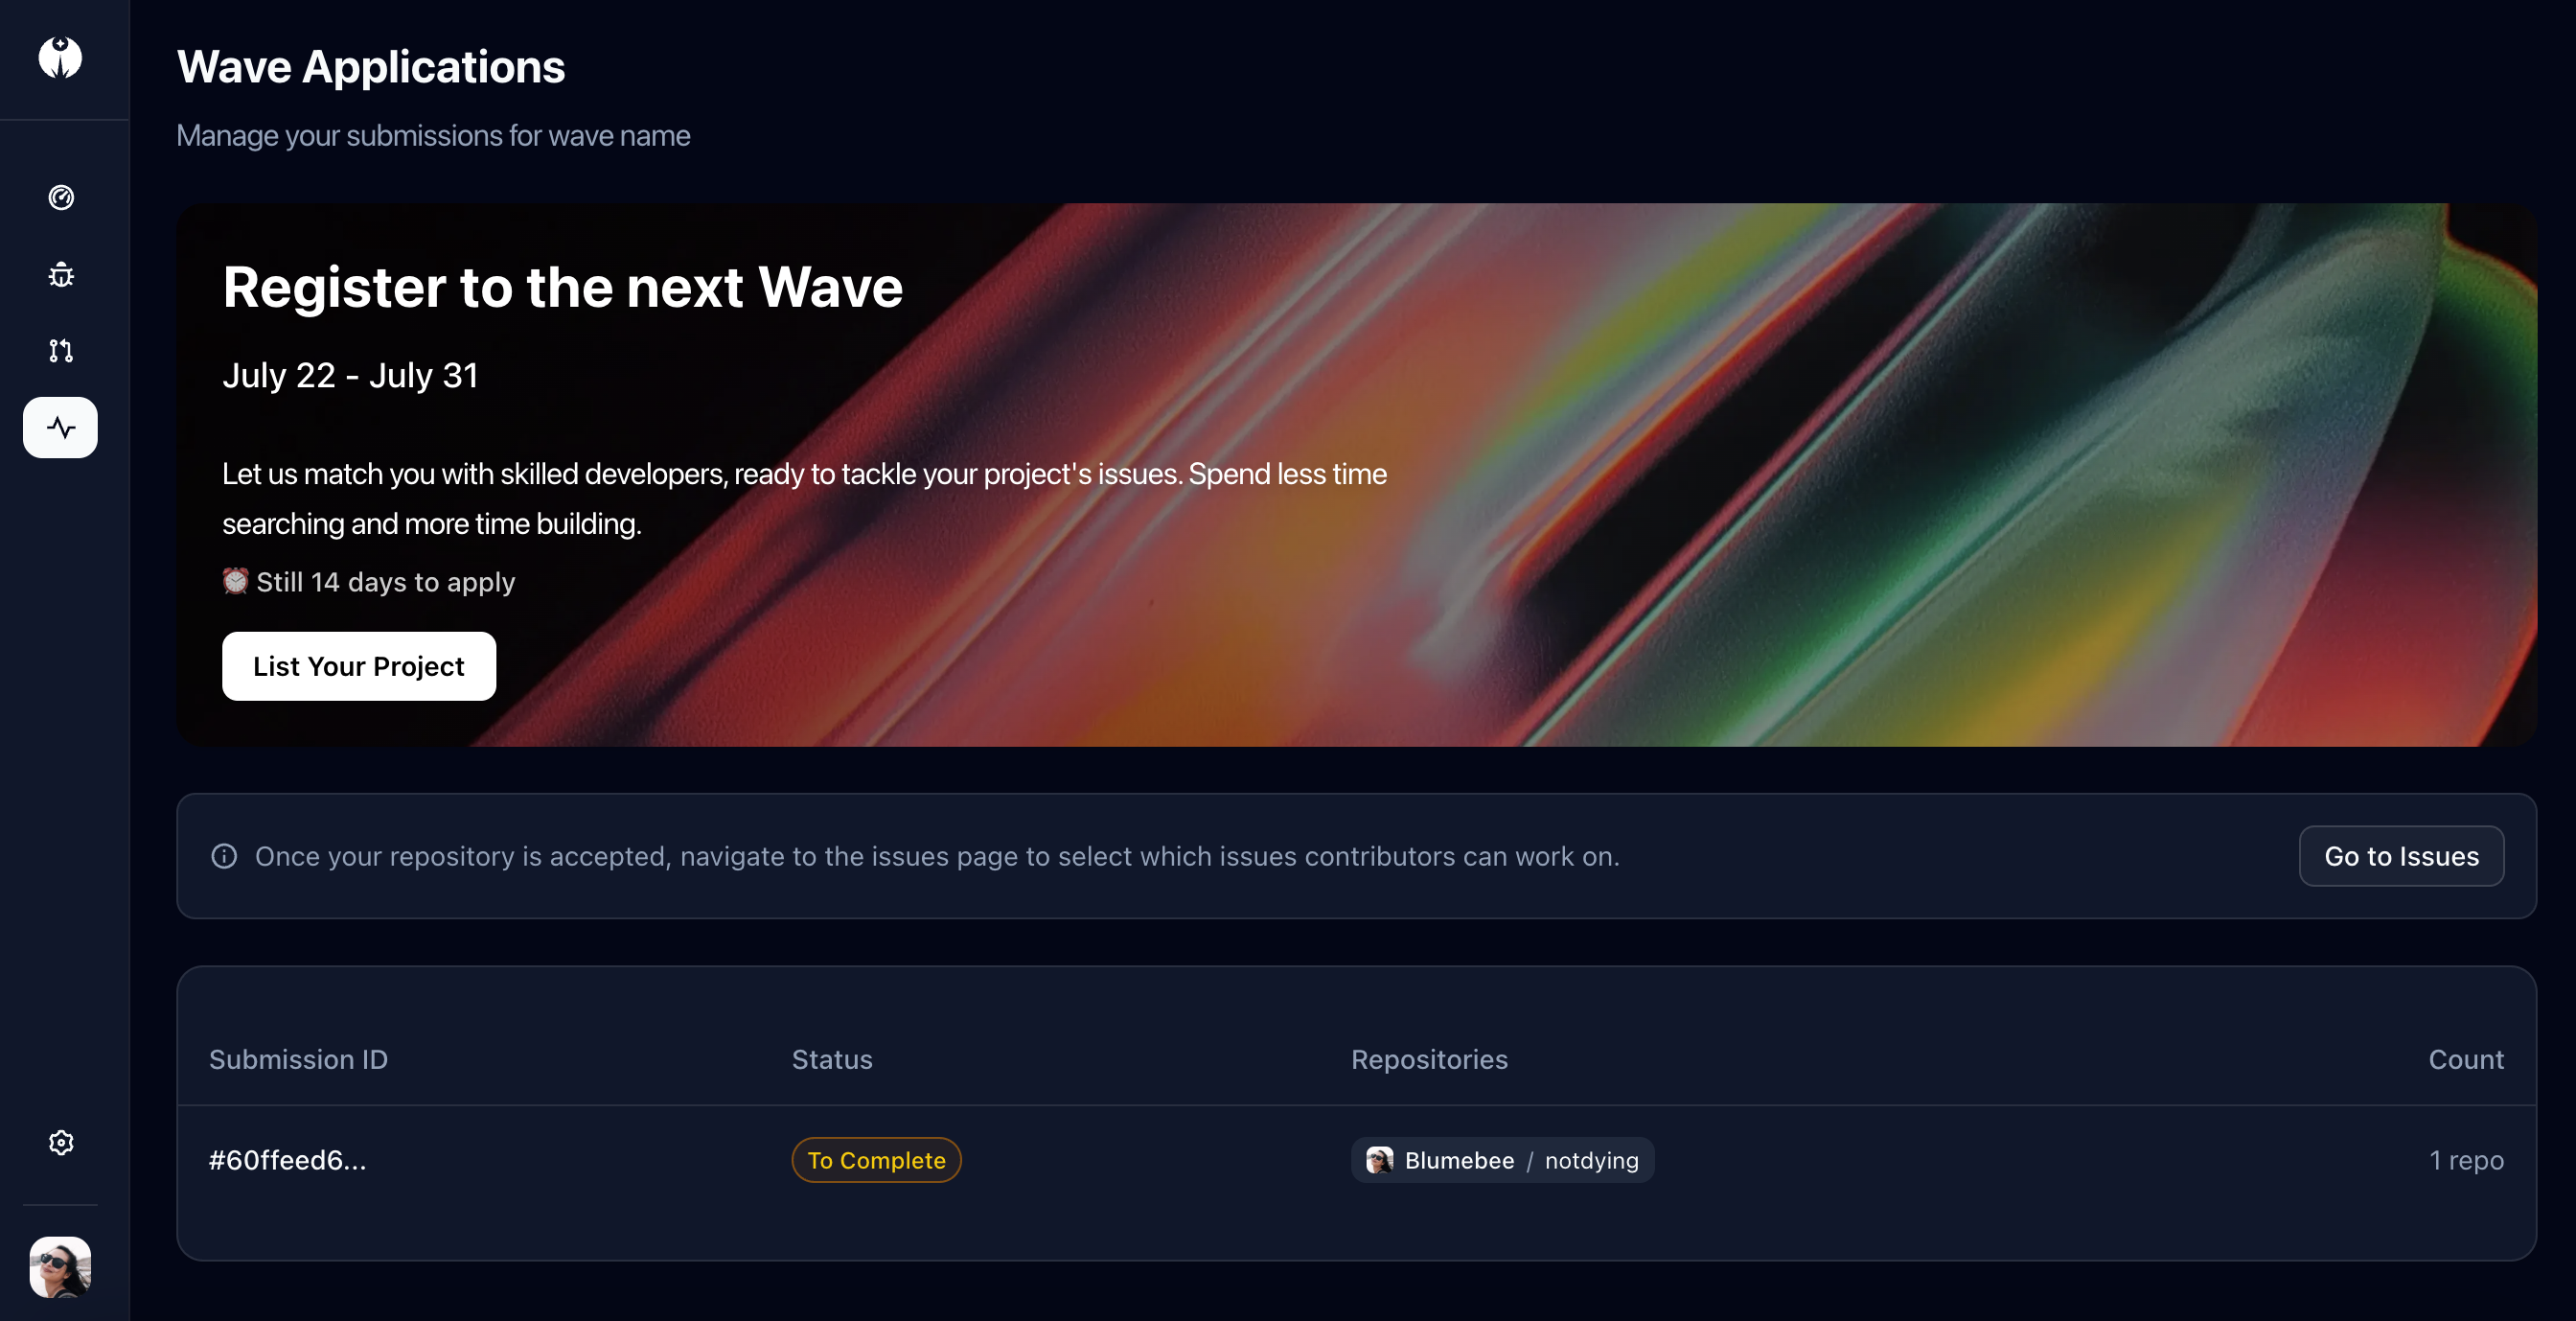 Wave Applications
Manage your submissions for wave name
Register to the next Wave
July 22 - July 31
Let us match you with skilled developers, ready to tackle your project's issues. Spend less time
searching and more time building.
⏰ Still 14 days to apply
List Your Project
Once your repository is accepted, navigate to the issues page to select which issues contributors can work on.
Go to Issues
Submission ID Status Repositories Count
#60ffeed6... To Complete Blumebee / notdying 1 repo